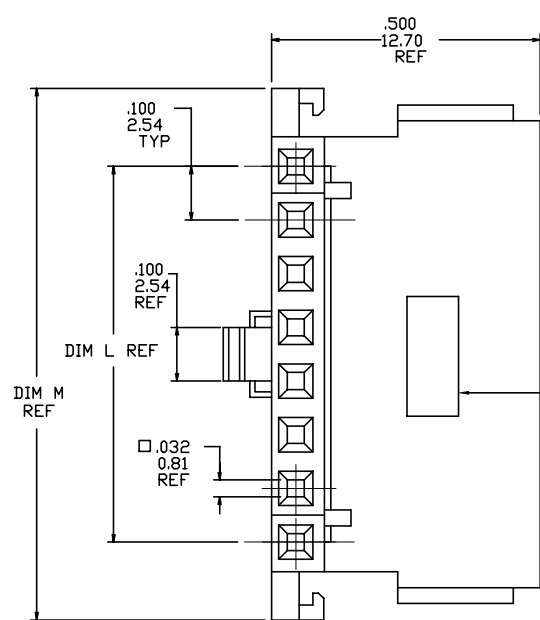 .500
12.70
REF
.100
2.54
TYP
.100
2.54
REF
DIM L REF
DIM M
REF
□ .032
0.81
REF